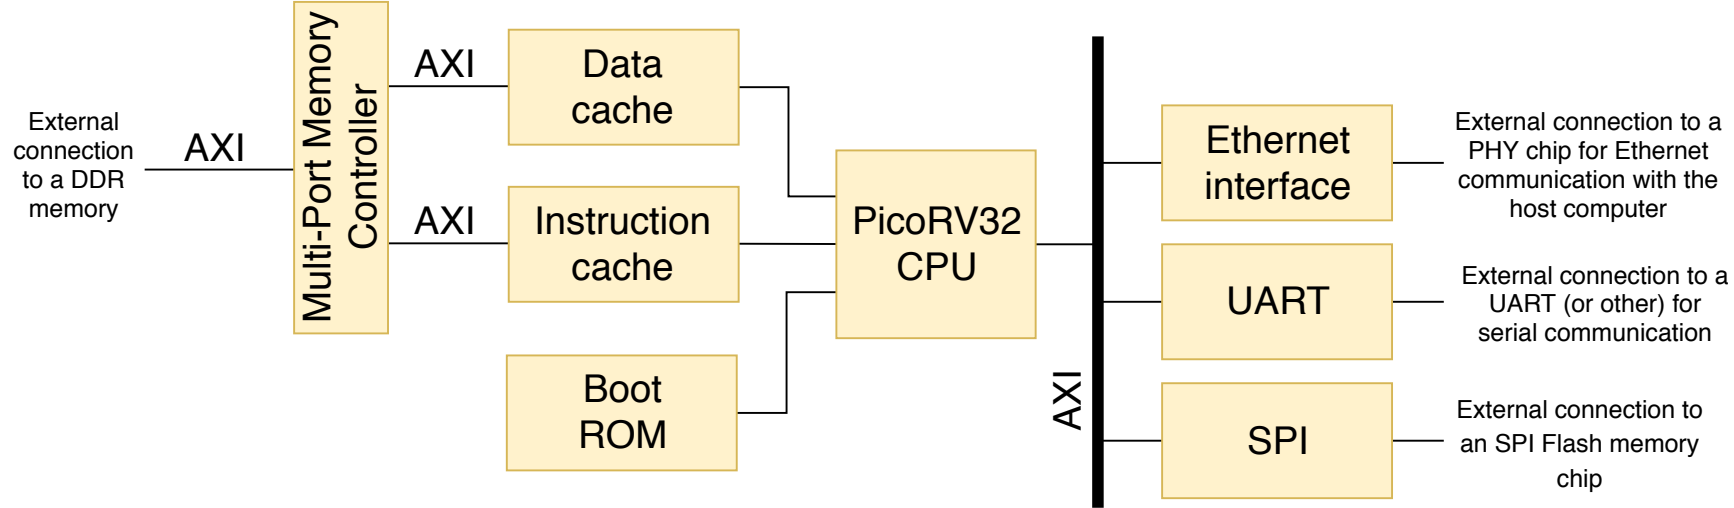 External
connection
to a DDR
memory
AXI
Multi-Port Memory
Controller
AXI
Data
cache
AXI
Instruction
cache
Boot
ROM
PicoRV32
CPU
AXI
Ethernet
interface
External connection to a
PHY chip for Ethernet
communication with the
host computer
UART
External connection to a
UART (or other) for
serial communication
SPI
External connection to
an SPI Flash memory
chip